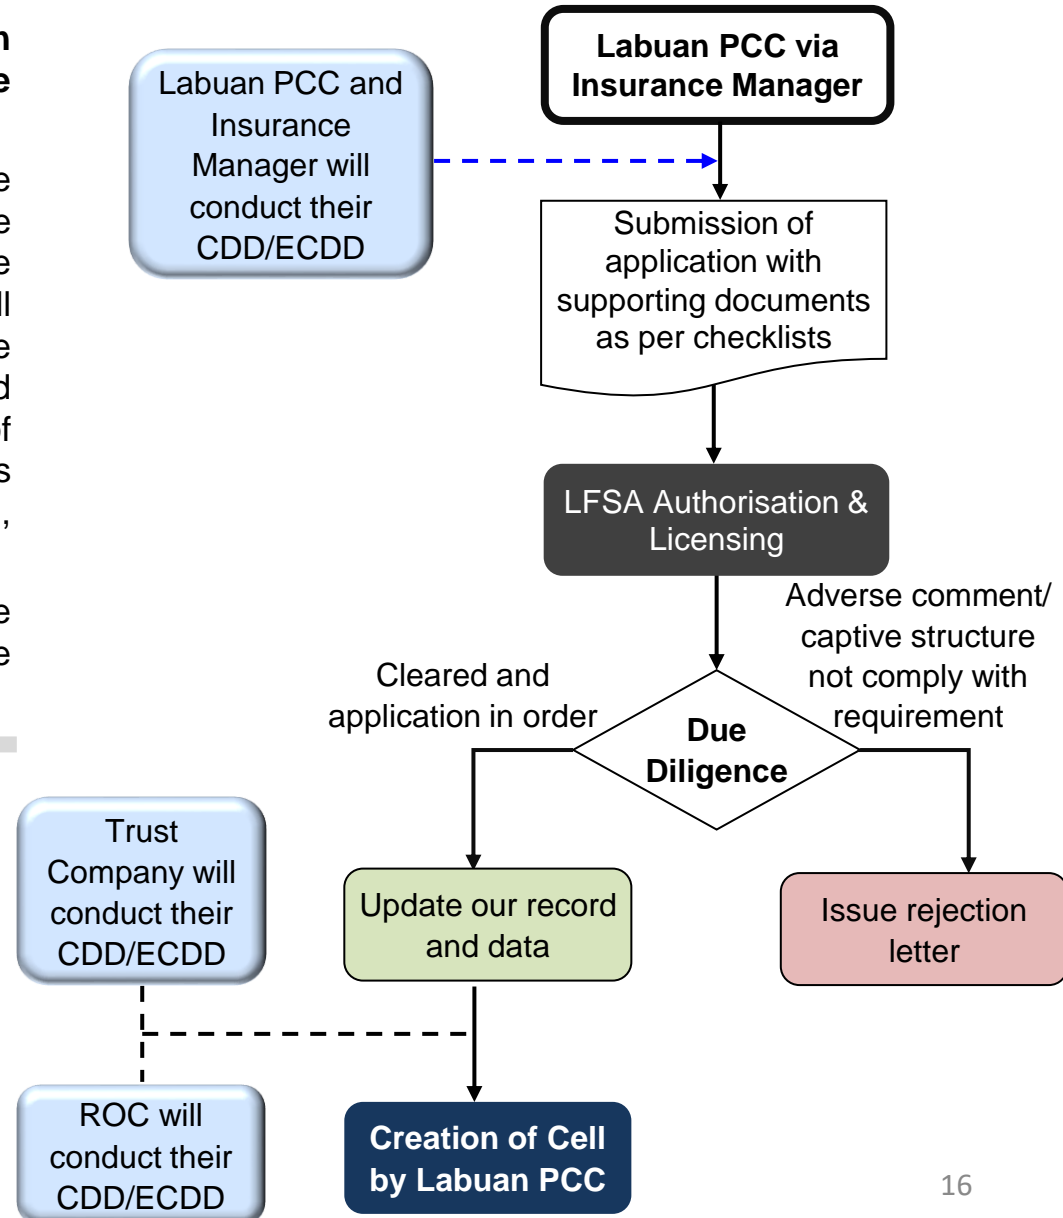 Labuan PCC via
Insurance Manager
Labuan PCC and
Insurance
Manager will
conduct their
CDD/ECDD
Submission of
application with
supporting documents
as per checklists
LFSA Authorisation &
Licensing
Adverse comment/
captive structure
not comply with
requirement
Cleared and
application in order
Due
Diligence
Trust
Company will
conduct their
CDD/ECDD
Update our record
and data
Issue rejection
letter
ROC will
conduct their
CDD/ECDD
Creation of Cell
by Labuan PCC
16